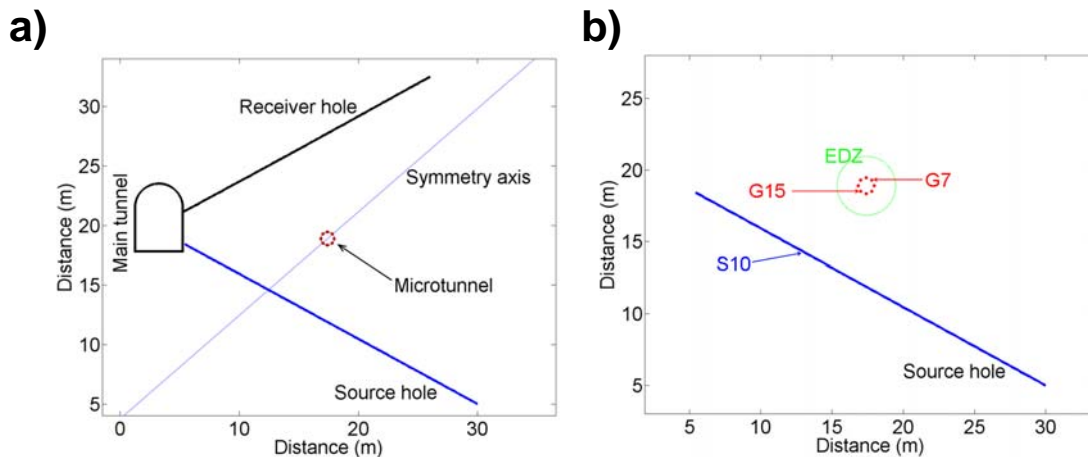 a)
30
25
20
15
10
5
Distance (m)
Main tunnel
Receiver hole
Symmetry axis
Microtunnel
Source hole
0
10
20
30
Distance (m)
b)
25
20
15
10
5
Distance (m)
EDZ
G15
G7
S10
Source hole
5
10
15
20
25
30
Distance (m)